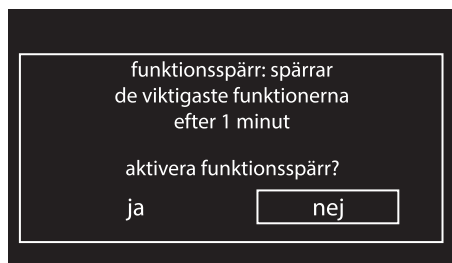 funktionsspärr: spärrar
de viktigaste funktionerna
efter 1 minut
aktivera funktionsspärr?
ja nej